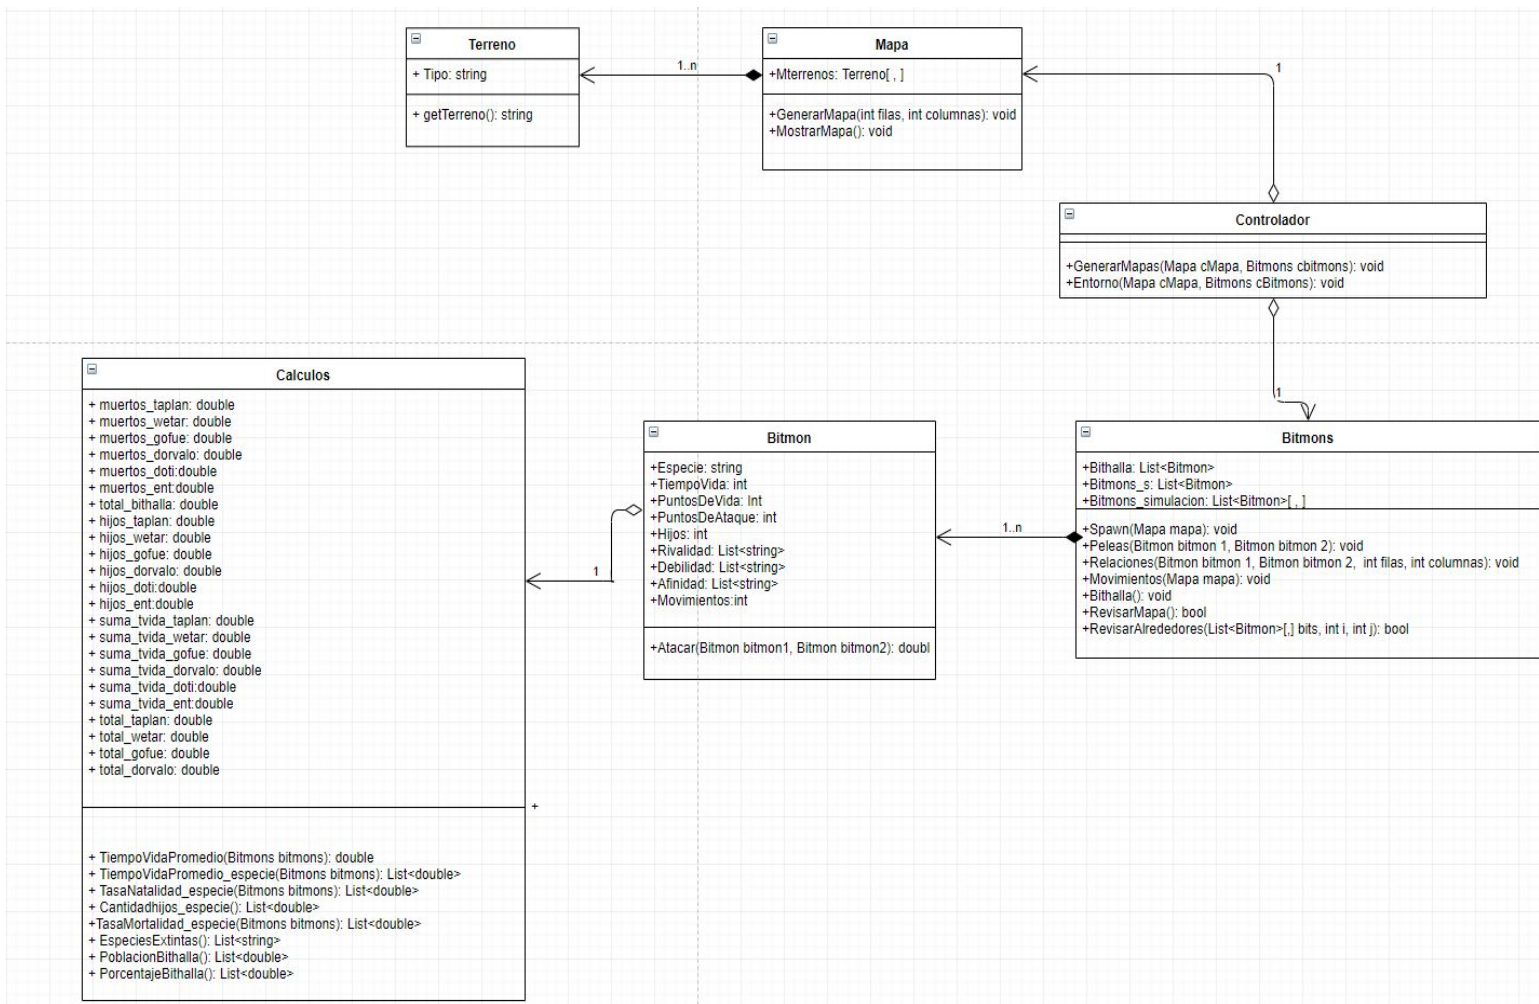 Terreno
+ Tipo: string
+ getTerreno(): string
1..n
Mapa
+Mterrenos: Terreno[ , ]
+GenerarMapa(int filas, int columnas): void
+MostrarMapa(): void
1
Controlador
+GenerarMapas(Mapa cMapa, Bitmons cbitmons): void
+Entorno(Mapa cMapa, Bitmons cBitmons): void
1
Calculos
+ muertos_taplan: double
+ muertos_wetar: double
+ muertos_gofue: double
+ muertos_dorvalo: double
+ muertos_doti:double
+ muertos_ent:double
+ total_bithalla: double
+ hijos_taplan: double
+ hijos_wetar: double
+ hijos_gofue: double
+ hijos_dorvalo: double
+ hijos_doti:double
+ hijos_ent:double
+ suma_tvida_taplan: double
+ suma_tvida_wetar: double
+ suma_tvida_gofue: double
+ suma_tvida_dorvalo: double
+ suma_tvida_doti:double
+ suma_tvida_ent:double
+ total_taplan: double
+ total_wetar: double
+ total_gofue: double
+ total_dorvalo: double
+
+ TiempoVidaPromedio(Bitmons bitmons): double
+ TiempoVidaPromedio_especie(Bitmons bitmons): List<double>
+ TasaNatalidad_especie(Bitmons bitmons): List<double>
+ Cantidadhijos_especie(): List<double>
+TasaMortalidad_especie(Bitmons bitmons): List<double>
+ EspeciesExtintas(): List<string>
+ PoblacionBithalla(): List<double>
+ PorcentajeBithalla(): List<double>
1
Bitmon
+Especie: string
+TiempoVida: int
+PuntosDeVida: Int
+PuntosDeAtaque: int
+Hijos: int
+Rivalidad: List<string>
+Debilidad: List<string>
+Afinidad: List<string>
+Movimientos:int
+Atacar(Bitmon bitmon1, Bitmon bitmon2): doubl
1..n
Bitmons
+Bithalla: List<Bitmon>
+Bitmons_s: List<Bitmon>
+Bitmons_simulacion: List<Bitmon>[ , ]
+Spawn(Mapa mapa): void
+Peleas(Bitmon bitmon 1, Bitmon bitmon 2): void
+Relaciones(Bitmon bitmon 1, Bitmon bitmon 2, int filas, int columnas): void
+Movimientos(Mapa mapa): void
+Bithalla(): void
+RevisarMapa(): bool
+RevisarAlrededores(List<Bitmon>[,] bits, int i, int j): bool